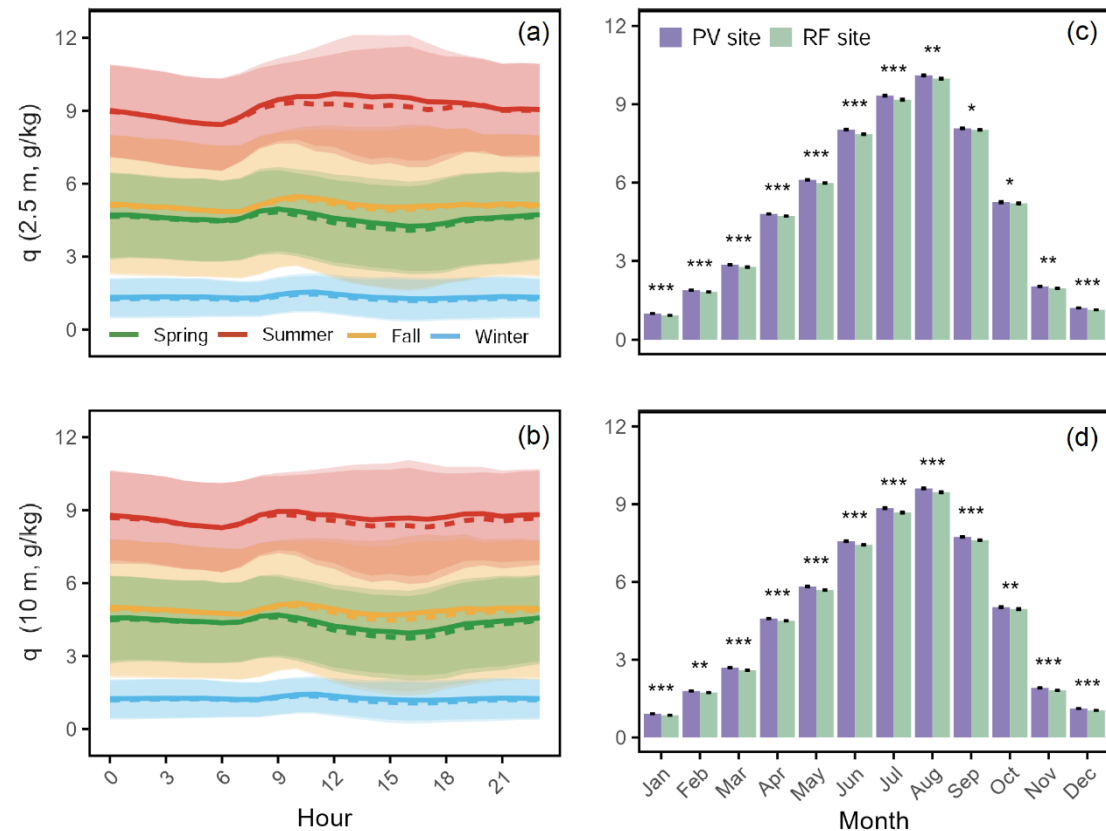 (a)
q (2.5 m, g/kg)
12
9
6
3
0
Spring Summer Fall Winter
(c)
PV site RF site
12
9
6
3
0
*** *** *** *** *** *** *** ** * * ** ***
(b)
q (10 m, g/kg)
12
9
6
3
0
0 3 6 9 12 15 18 21
Hour
(d)
12
9
6
3
0
*** ** *** *** *** *** *** *** *** ** *** ***
Jan Feb Mar Apr May Jun Jul Aug Sep Oct Nov Dec
Month